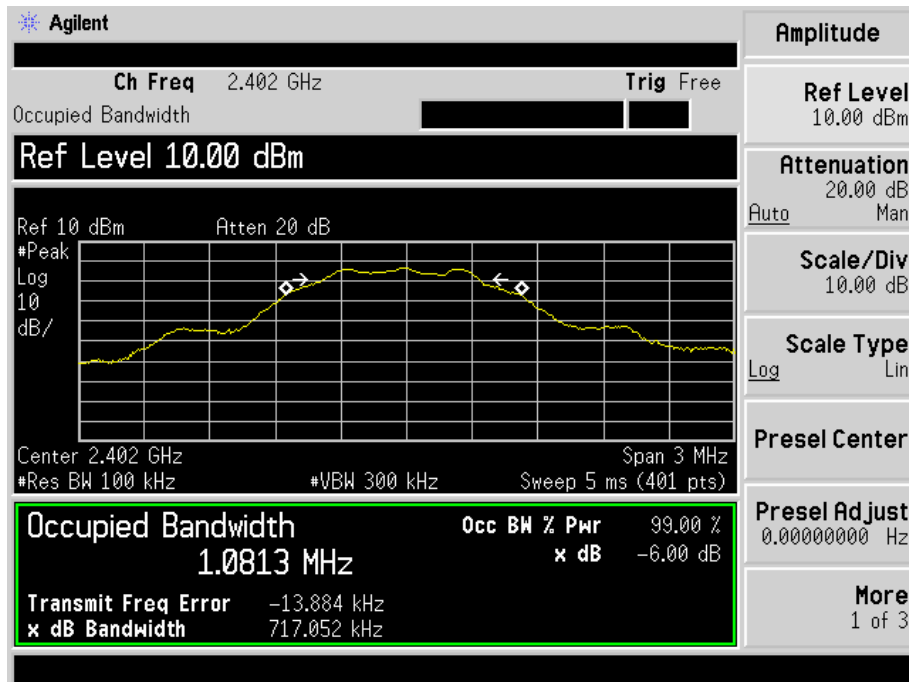 Agilent
Ch Freq 2.402 GHz Trig Free
Occupied Bandwidth
Ref Level 10.00 dBm
Ref 10 dBm Atten 20 dB
#Peak
Log
10
dB/
Center 2.402 GHz Span 3 MHz
#Res BW 100 kHz #VBW 300 kHz Sweep 5 ms (401 pts)
Occupied Bandwidth Occ BW % Pwr 99.00 %
1.0813 MHz x dB -6.00 dB
Transmit Freq Error -13.884 kHz
x dB Bandwidth 717.052 kHz
Amplitude
Ref Level
10.00 dBm
Attenuation
20.00 dB
Auto Man
Scale/Div
10.00 dB
Scale Type
Log Lin
Presel Center
Presel Adjust
0.00000000 Hz
More
1 of 3